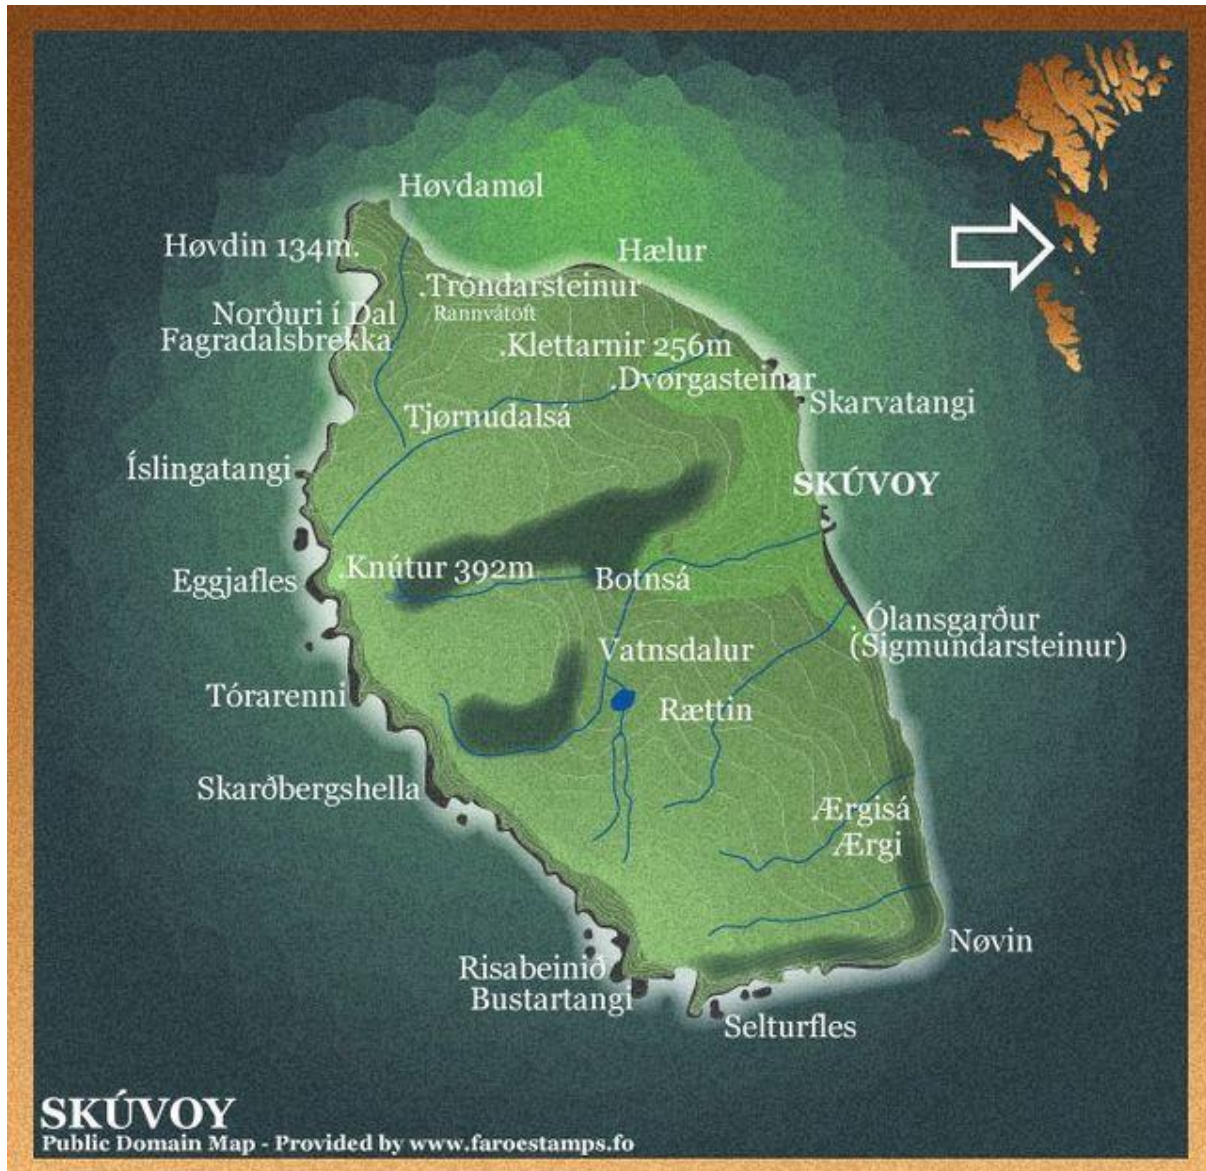 Høvdamøl
Høvdin 134m.
Hælur
.Tróndarsteinur
Rannvátoft
Norðuri í Dal
Fagradalsbrekka
.Klettarnir 256m
.Dvørgasteinar
Skarvatangi
Tjørnudalsá
Íslingatangi
SKÚVOY
.Knútur 392m
Eggjafles
Botnsá
. Ólansgarður
(Sigmundarsteinur)
Vatnsdalur
Tórarenni
Rættin
Skarðbergshella
Ærgisá
Ærgi
Nøvin
Risabeinið
Bustartangi
Selturfles
SKÚVOY
Public Domain Map - Provided by www.faroestamps.fo